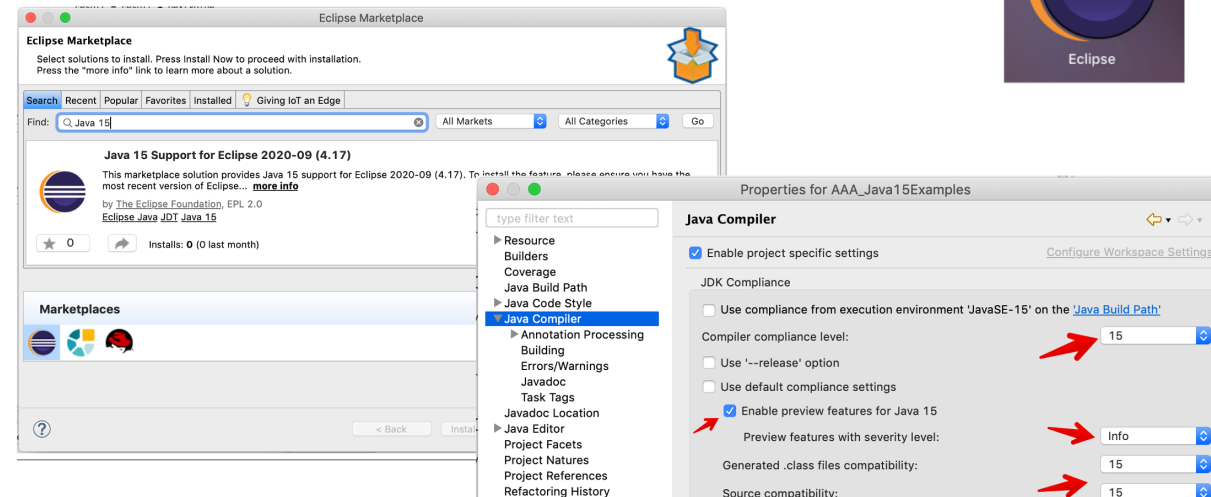 Eclipse Marketplace
Eclipse Marketplace
Select solutions to install. Press Install Now to proceed with installation.
Press the "more info" link to learn more about a solution.
Search Recent Popular Favorites Installed Giving IoT an Edge
Find: Java 15 All Markets All Categories Go
Java 15 Support for Eclipse 2020-09 (4.17)
This marketplace solution provides Java 15 support for Eclipse 2020-09 (4.17). To install the feature, please ensure you have the
most recent version of Eclipse... more info
by The Eclipse Foundation, EPL 2.0
Eclipse Java JDT Java 15
0 Installs: 0 (0 last month)
Marketplaces
? < Back Instal
Eclipse
Properties for AAA_Java15Examples
type filter text
Resource
Builders
Coverage
Java Build Path
Java Code Style
Java Compiler
Annotation Processing
Building
Errors/Warnings
Javadoc
Task Tags
Javadoc Location
Java Editor
Project Facets
Project Natures
Project References
Refactoring History
Java Compiler
Enable project specific settings Configure Workspace Settings
JDK Compliance
Use compliance from execution environment 'JavaSE-15' on the 'Java Build Path'
Compiler compliance level: 15
Use '--release' option
Use default compliance settings
Enable preview features for Java 15
Preview features with severity level: Info
Generated .class files compatibility: 15
Source compatibility: 15